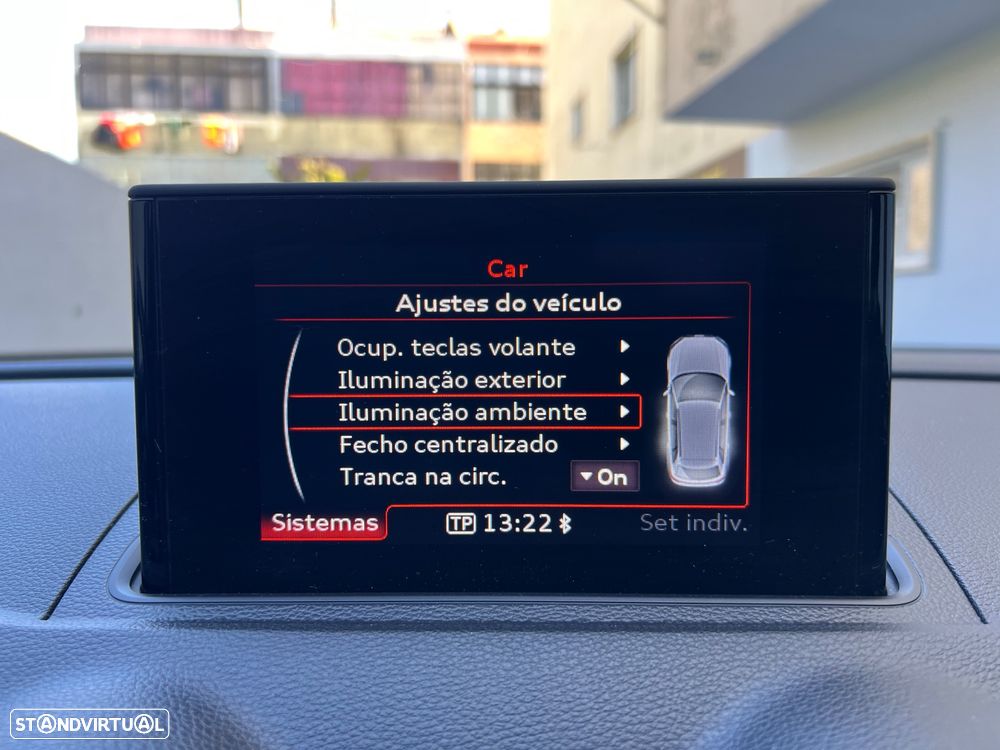 Car
Ajustes do veículo
Ocup. teclas volante
Iluminação exterior
Iluminação ambiente
Fecho centralizado
Tranca na circ. On
Sistemas TP 13:22 Set indiv.
STANDVIRTUAL